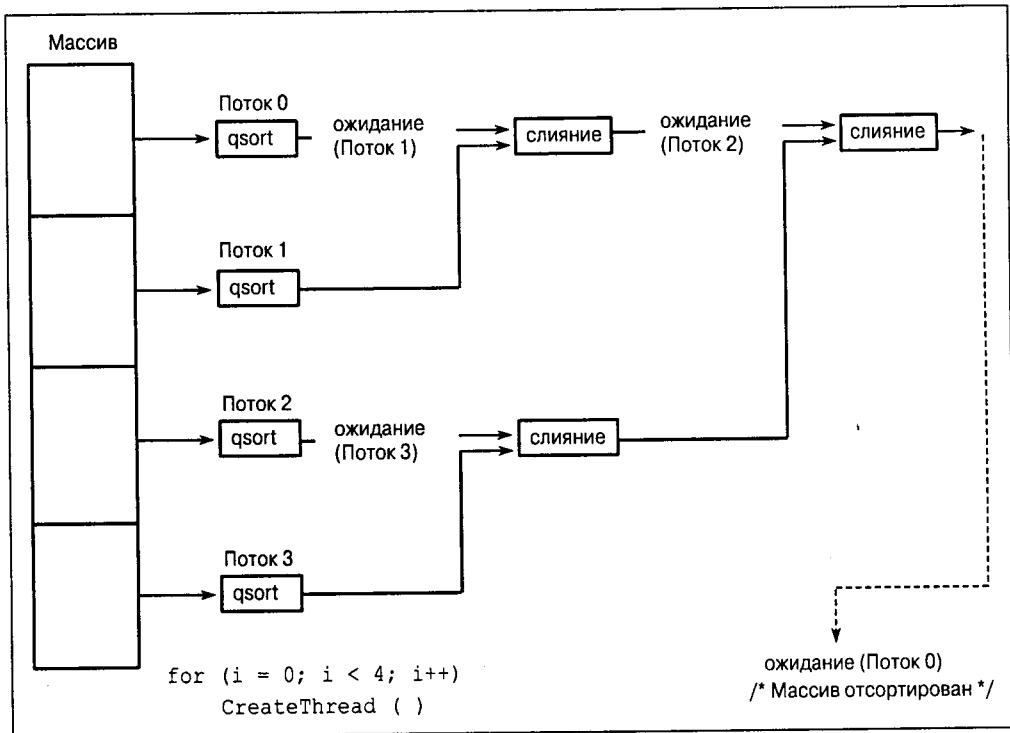 Массив
Поток 0
qsort
ожидание
(Поток 1)
слияние
ожидание
(Поток 2)
слияние
Поток 1
qsort
Поток 2
qsort
ожидание
(Поток 3)
слияние
Поток 3
qsort
for (i = 0; i < 4; i++)
CreateThread ( )
ожидание (Поток 0)
/* Массив отсортирован */